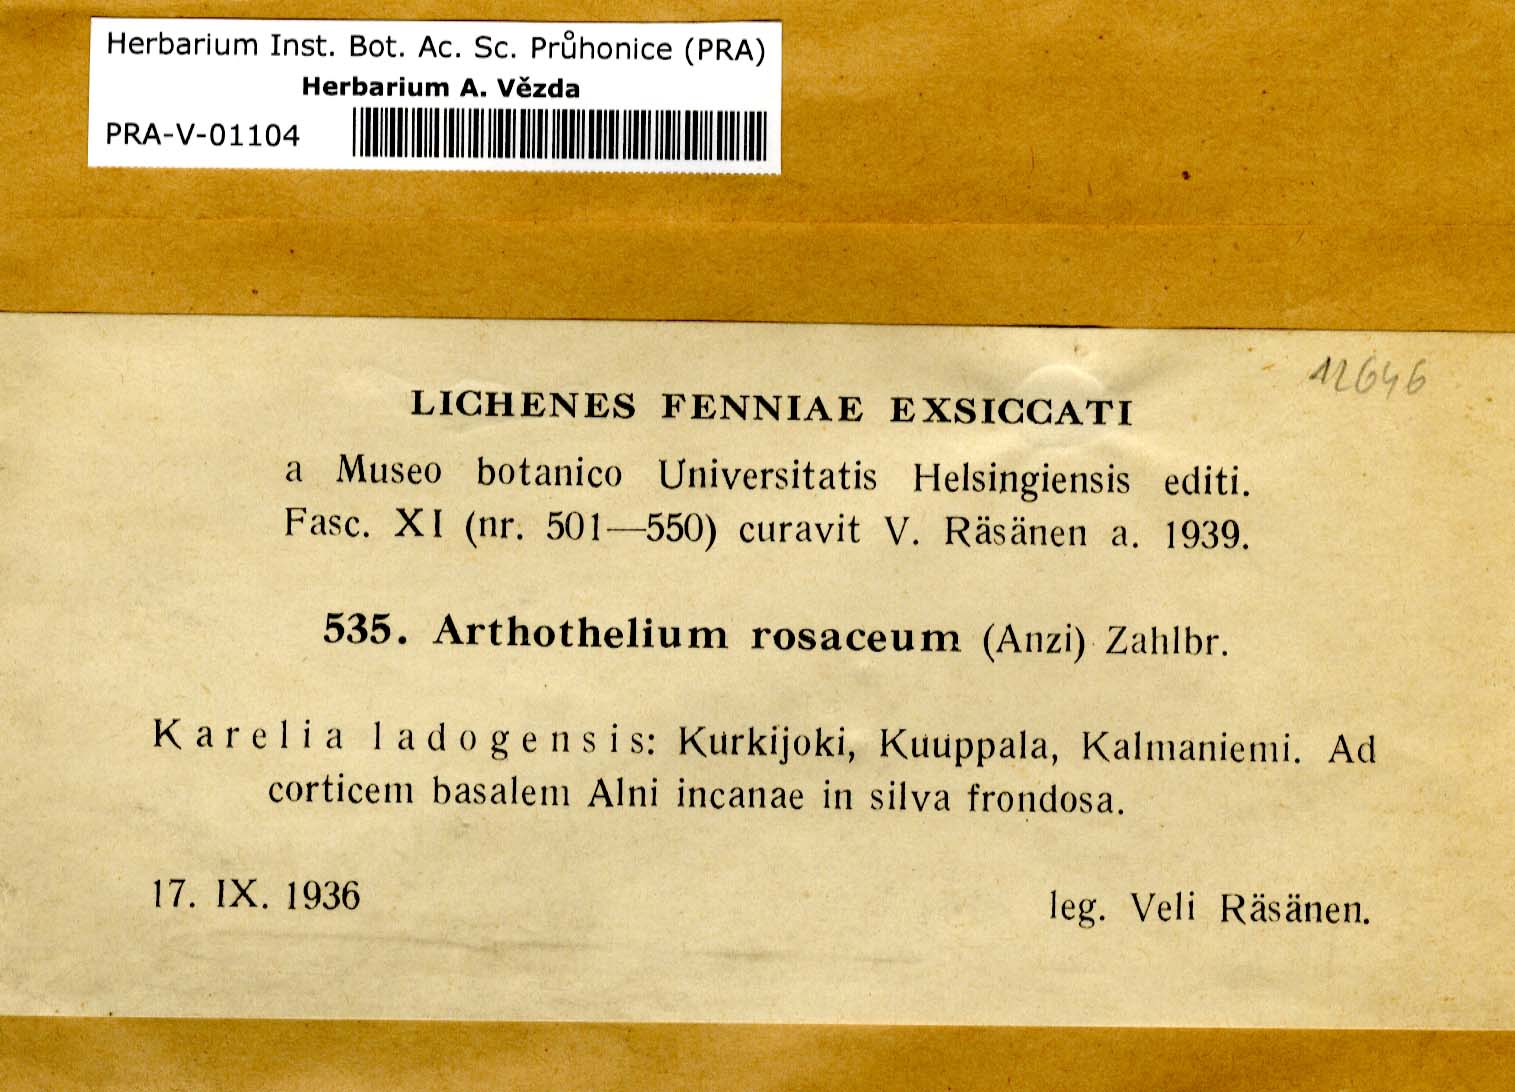 Herbarium Inst. Bot. Ac. Sc. Průhonice (PRA)
Herbarium A. Vězda
PRA-V-01104
12646
LICHENES FENNIAE EXSICCATI
a Museo botanico Universitatis Helsingiensis editi.
Fasc. XI (nr. 501—550) curavit V. Räsänen a. 1939.
535. Arthothelium rosaceum (Anzi) Zahlbr.
Karelia ladogensis: Kurkijoki, Kuuppala, Kalmaniemi. Ad
corticem basalem Alni incanae in silva frondosa.
17. IX. 1936
leg. Veli Räsänen.